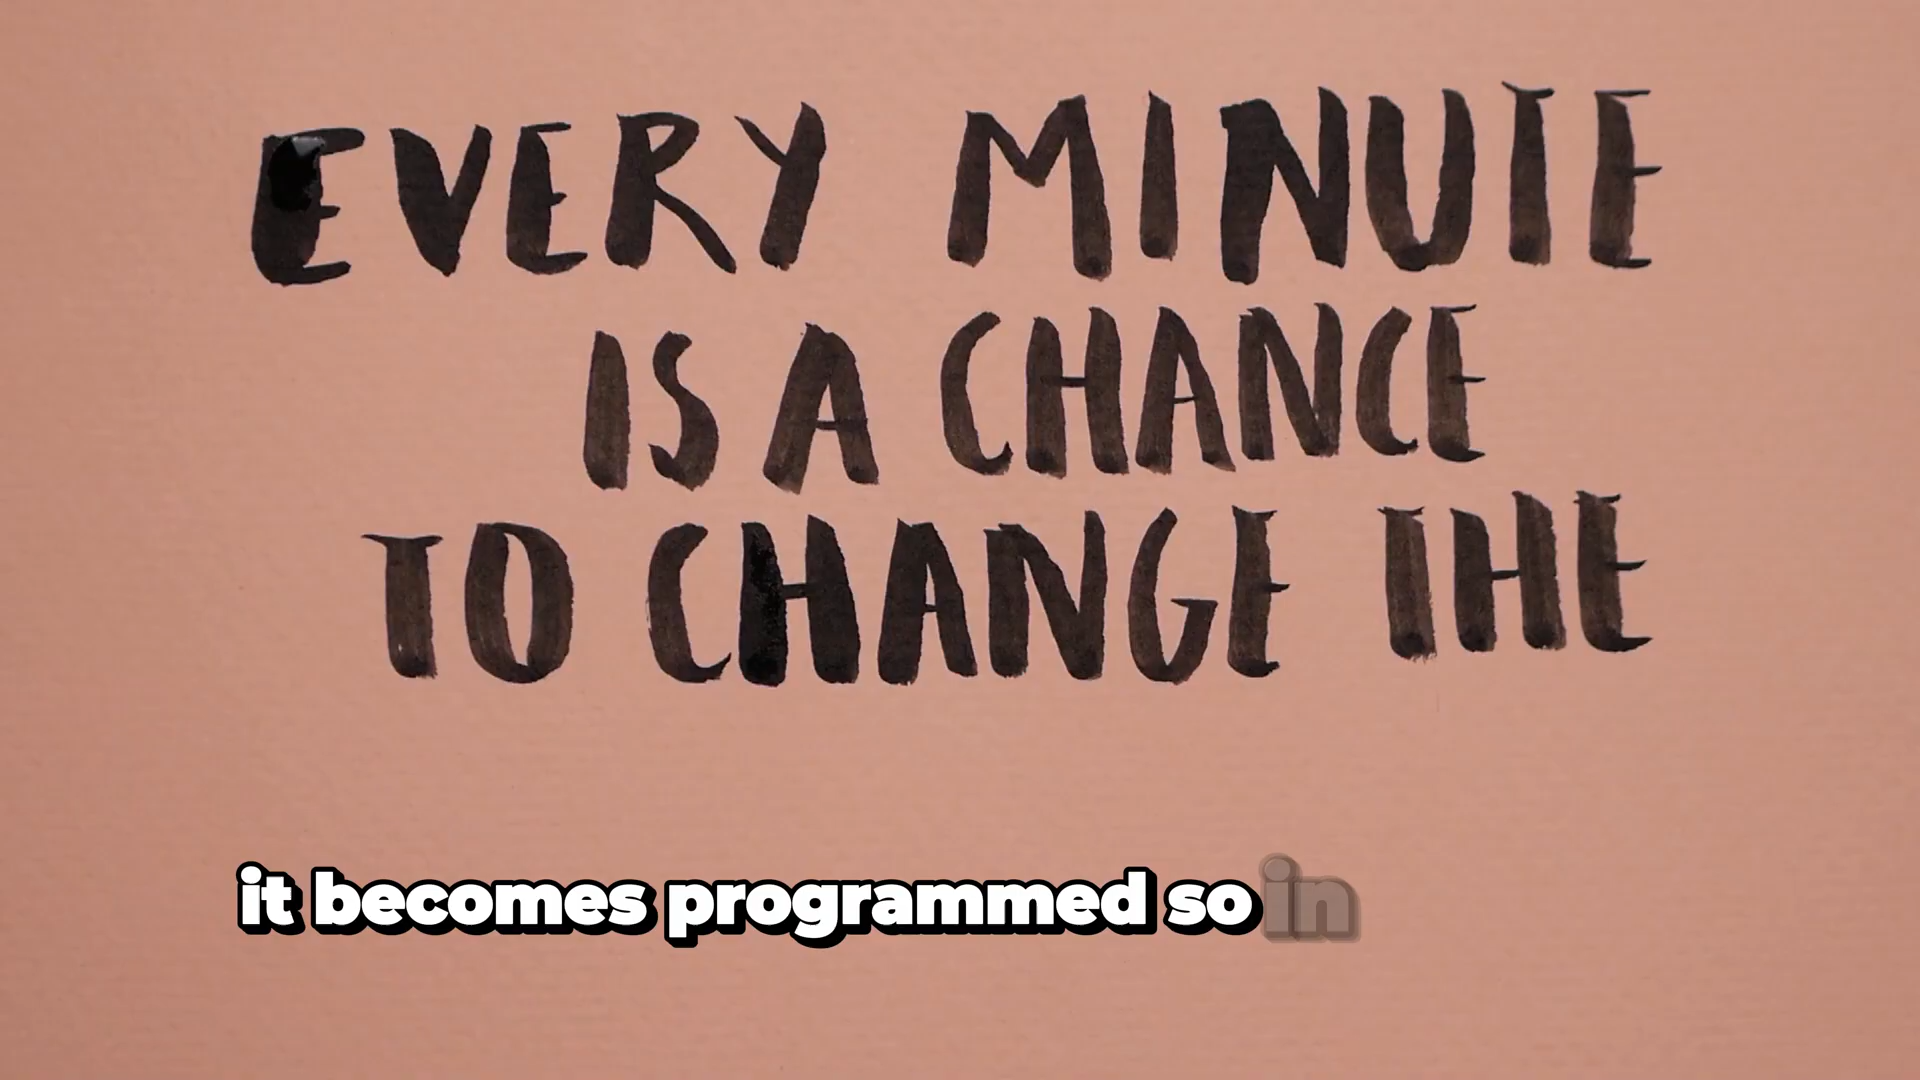 EVERY MINUTE
IS A CHANCE
TO CHANGE THE
it becomes programmed so in